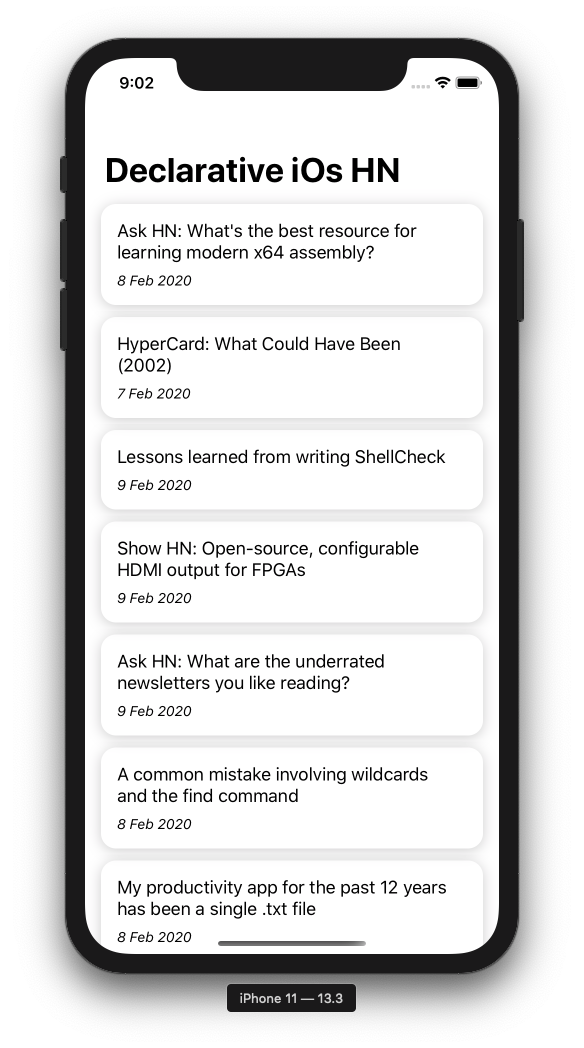 9:02
Declarative iOs HN
Ask HN: What's the best resource for
learning modern x64 assembly?
8 Feb 2020
HyperCard: What Could Have Been
(2002)
7 Feb 2020
Lessons learned from writing ShellCheck
9 Feb 2020
Show HN: Open-source, configurable
HDMI output for FPGAs
9 Feb 2020
Ask HN: What are the underrated
newsletters you like reading?
9 Feb 2020
A common mistake involving wildcards
and the find command
8 Feb 2020
My productivity app for the past 12 years
has been a single .txt file
8 Feb 2020
iPhone 11 — 13.3